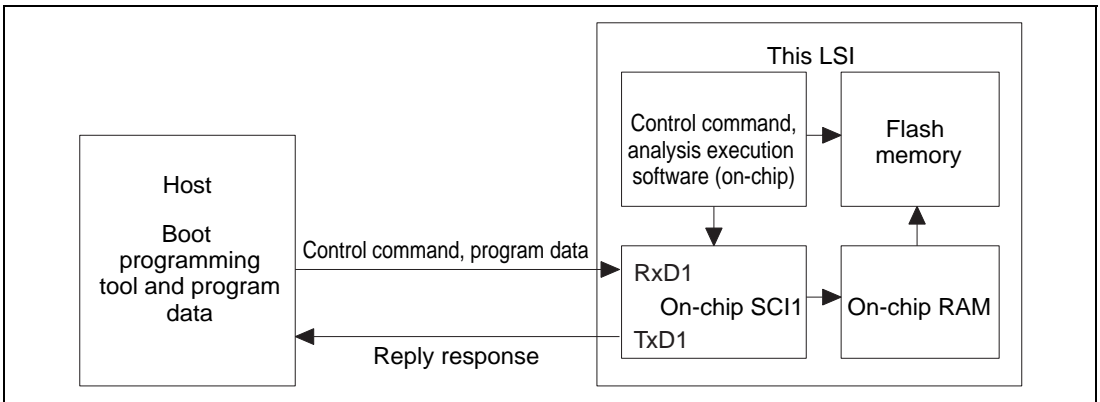 This LSI
Control command,
analysis execution
software (on-chip)
Flash
memory
Host
Boot
programming
tool and program
data
Control command, program data
RxD1
On-chip SCI1
On-chip RAM
TxD1
Reply response